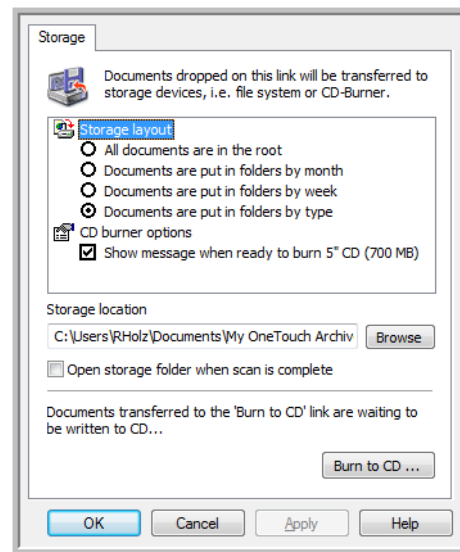 Storage
Documents dropped on this link will be transferred to
storage devices, i.e. file system or CD-Burner.
Storage layout
All documents are in the root
Documents are put in folders by month
Documents are put in folders by week
Documents are put in folders by type
CD burner options
Show message when ready to burn 5" CD (700 MB)
Storage location
C:\Users\RHolz\Documents\My OneTouch Archiv
Browse
Open storage folder when scan is complete
Documents transferred to the 'Burn to CD' link are waiting to
be written to CD...
Burn to CD ...
OK Cancel Apply Help